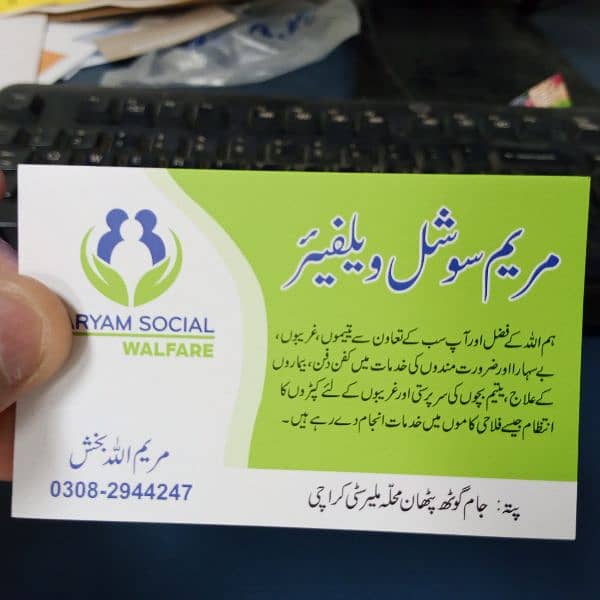 مریم سوشل ویلفیئر
ہم اللہ کے فضل اور آپ سب کے تعاون سے یتیموں، غریبوں،
بے سہارا اور ضرورت مندوں کی خدمات میں کفن دفن، بیماروں
کے علاج، یتیم بچوں کی سرپرستی اور غریبوں کے لئے کپڑوں کا
انتظام جیسے فلاحی کاموں میں خدمات انجام دے رہے ہیں۔
ARYAM SOCIAL
WALFARE
مریم اللہ بخش
0308-2944247
پتہ: جام گوٹھ پٹھان محلّہ ملیر سٹی کراچی